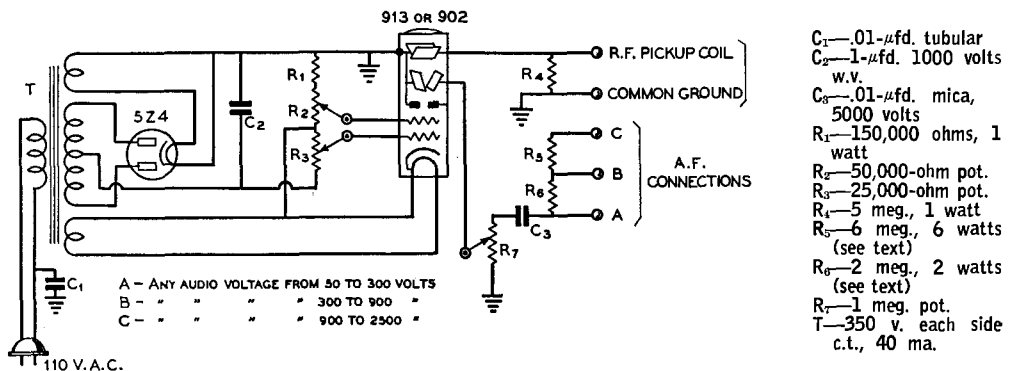 913 OR 902
T
5Z4
C₂
R₁
R₂
R₃
R₄
R.F. PICKUP COIL
COMMON GROUND
C
B
A
R₅
R₆
A.F.
CONNECTIONS
C₃
R₇
C₁
110 V.A.C.
A – ANY AUDIO VOLTAGE FROM 50 TO 300 VOLTS
B – " " " " 300 TO 900 "
C – " " " " 900 TO 2500 "
C₁—.01-μfd. tubular
C₂—1-μfd. 1000 volts
w.v.
C₃—.01-μfd. mica,
5000 volts
R₁—150,000 ohms, 1
watt
R₂—50,000-ohm pot.
R₃—25,000-ohm pot.
R₄—5 meg., 1 watt
R₅—6 meg., 6 watts
(see text)
R₆—2 meg., 2 watts
(see text)
R₇—1 meg. pot.
T—350 v. each side
c.t., 40 ma.